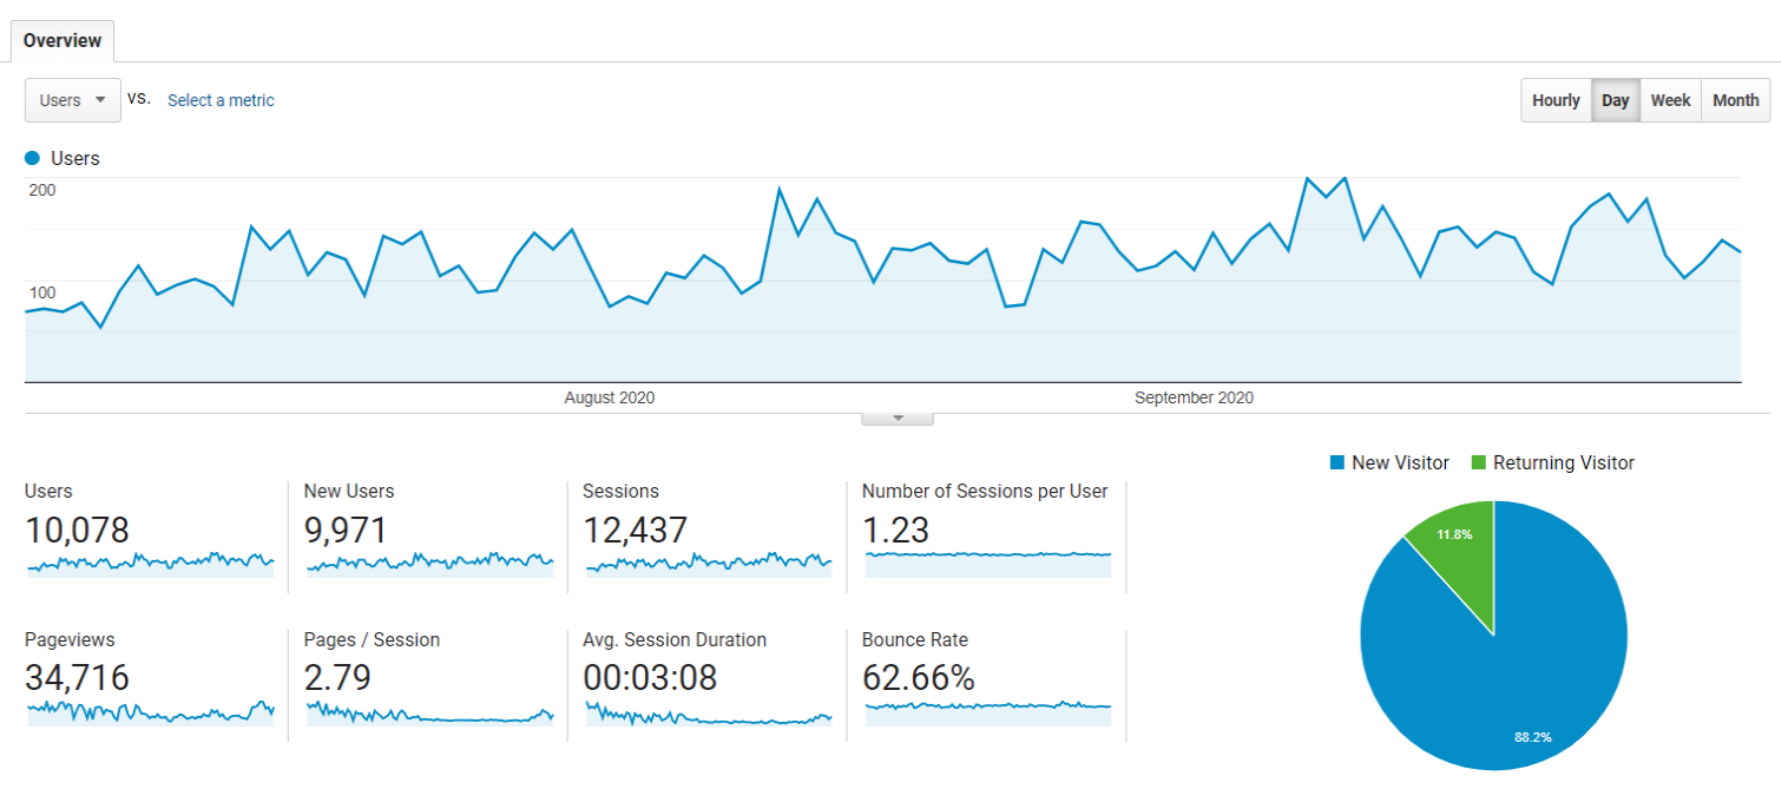 Overview
Users vs. Select a metric
Hourly Day Week Month
Users
200
100
August 2020 September 2020
New Visitor Returning Visitor
Users New Users Sessions Number of Sessions per User
10,078 9,971 12,437 1.23
11.8%
Pageviews Pages / Session Avg. Session Duration Bounce Rate
34,716 2.79 00:03:08 62.66%
88.2%